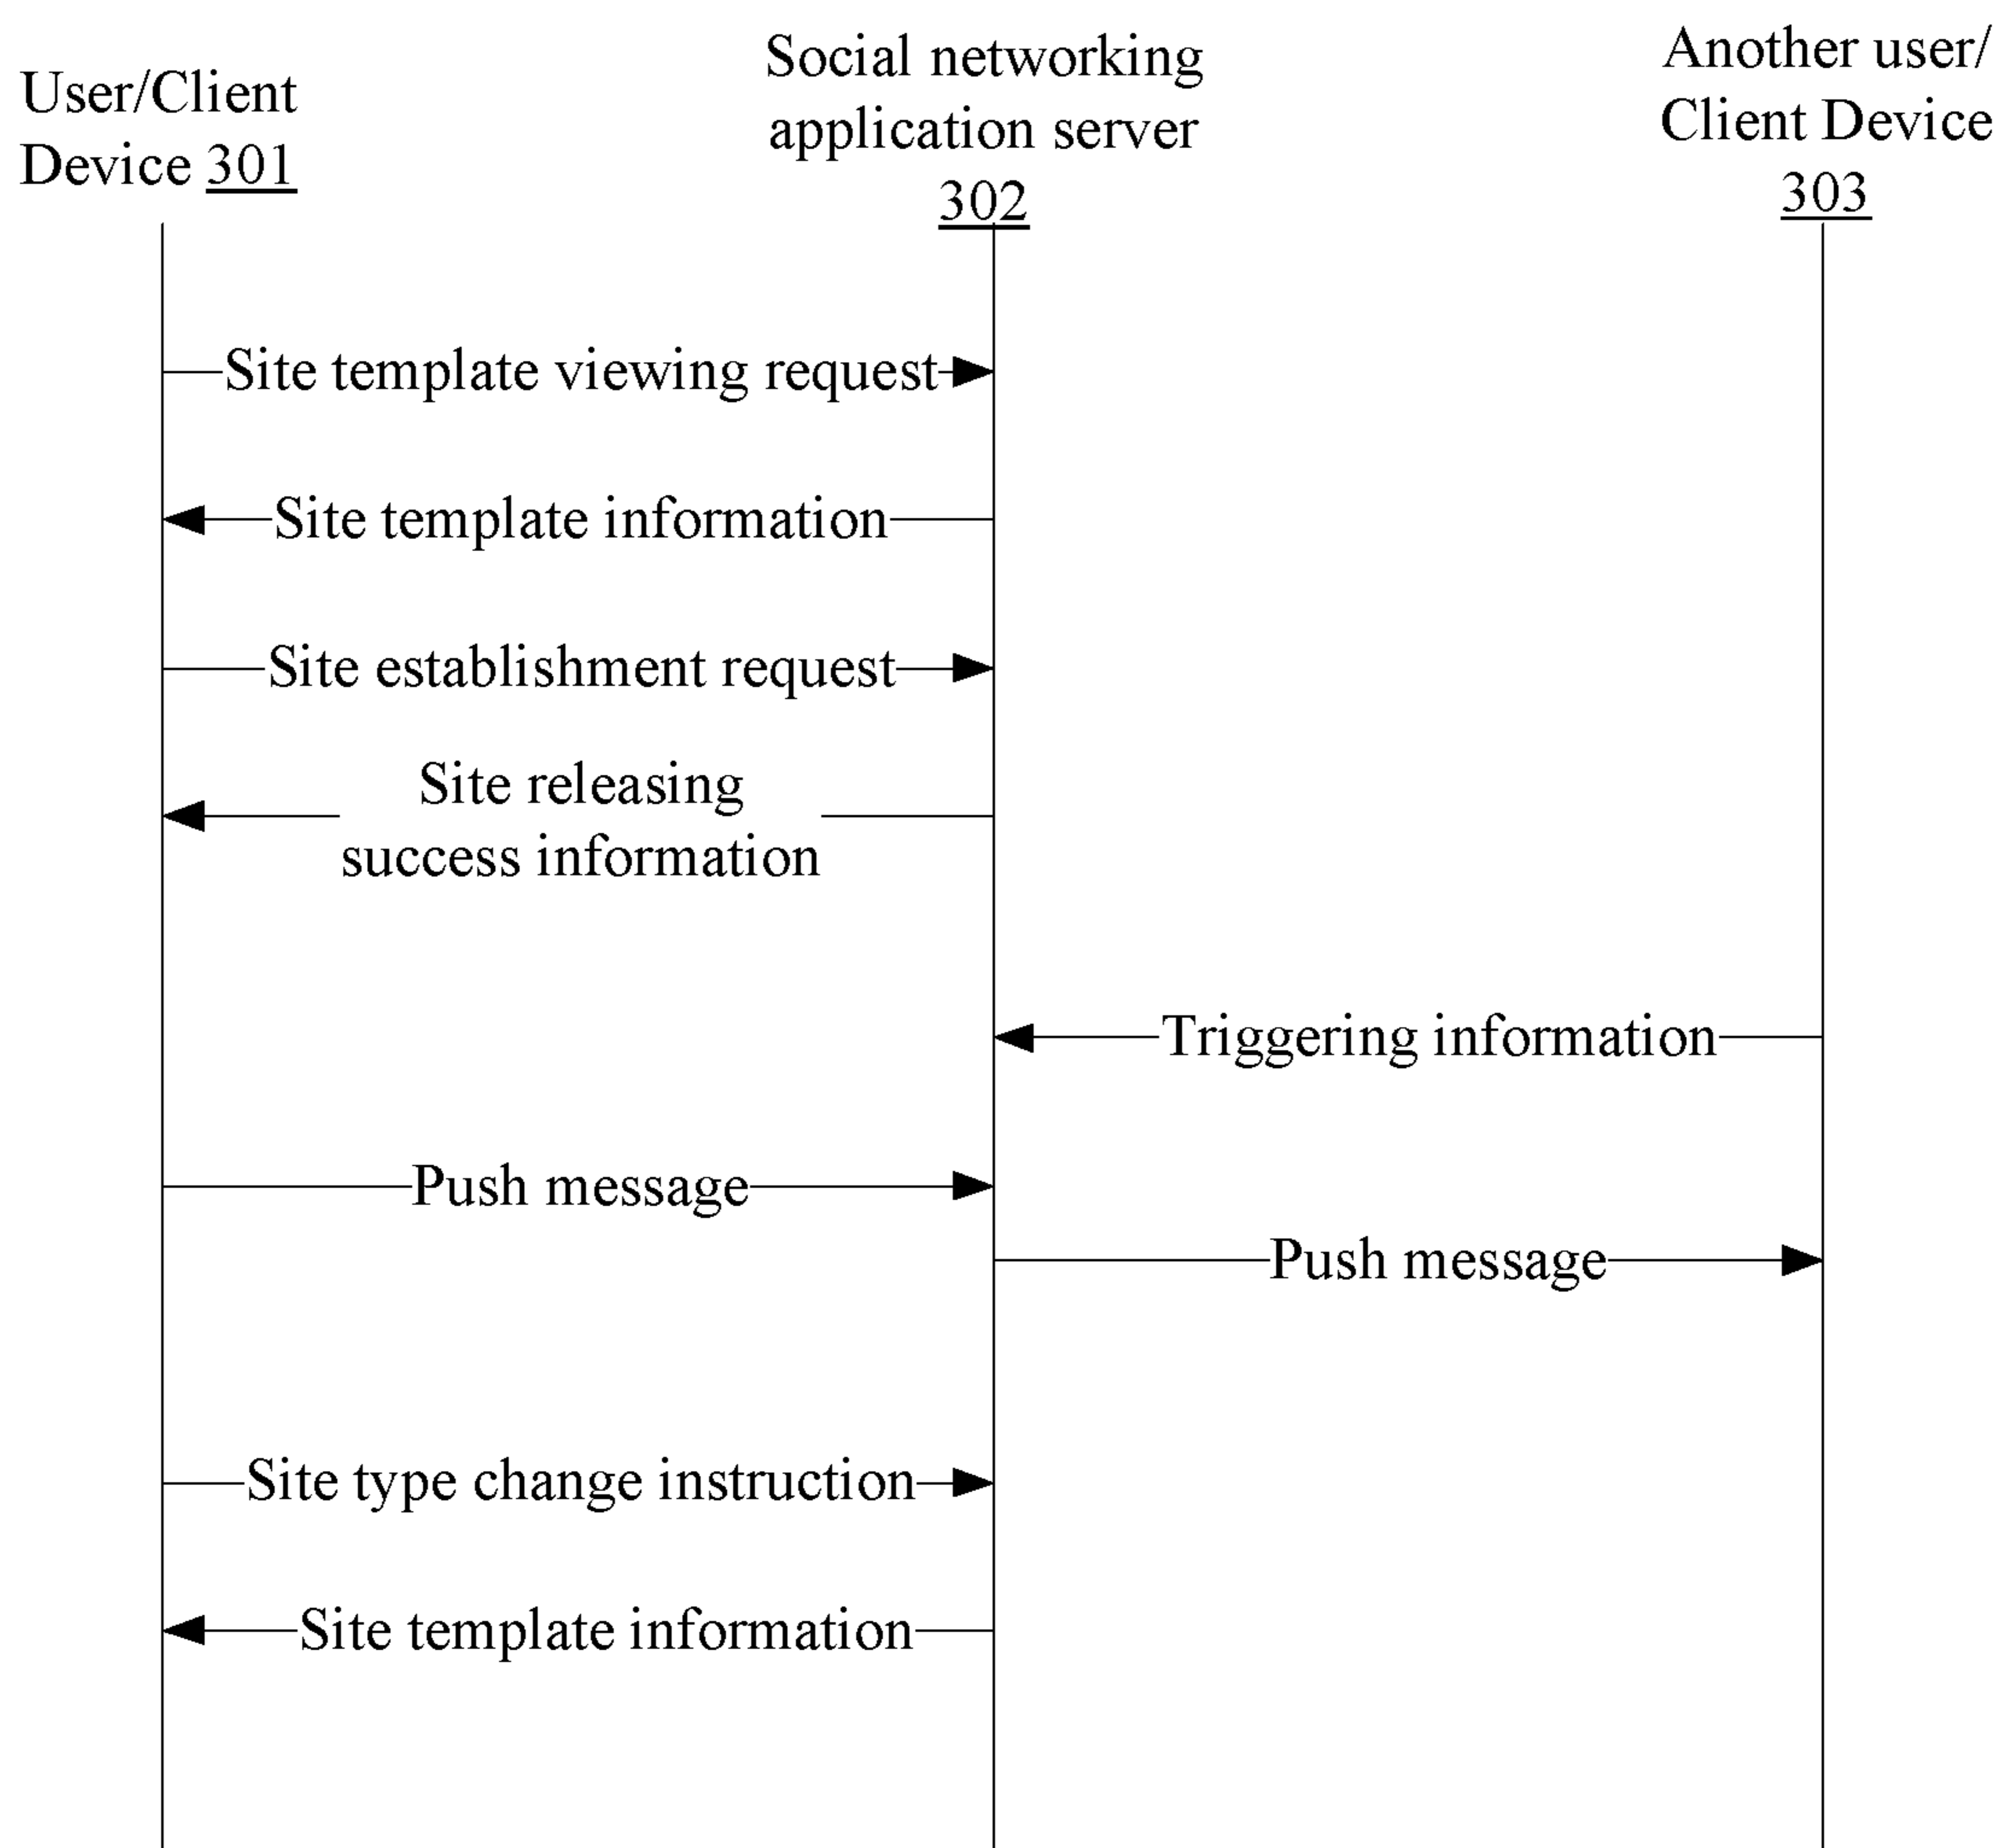 User/Client
Device 301
Social networking
application server
302
Another user/
Client Device
303
Site template viewing request
Site template information
Site establishment request
Site releasing
success information
Triggering information
Push message
Push message
Site type change instruction
Site template information